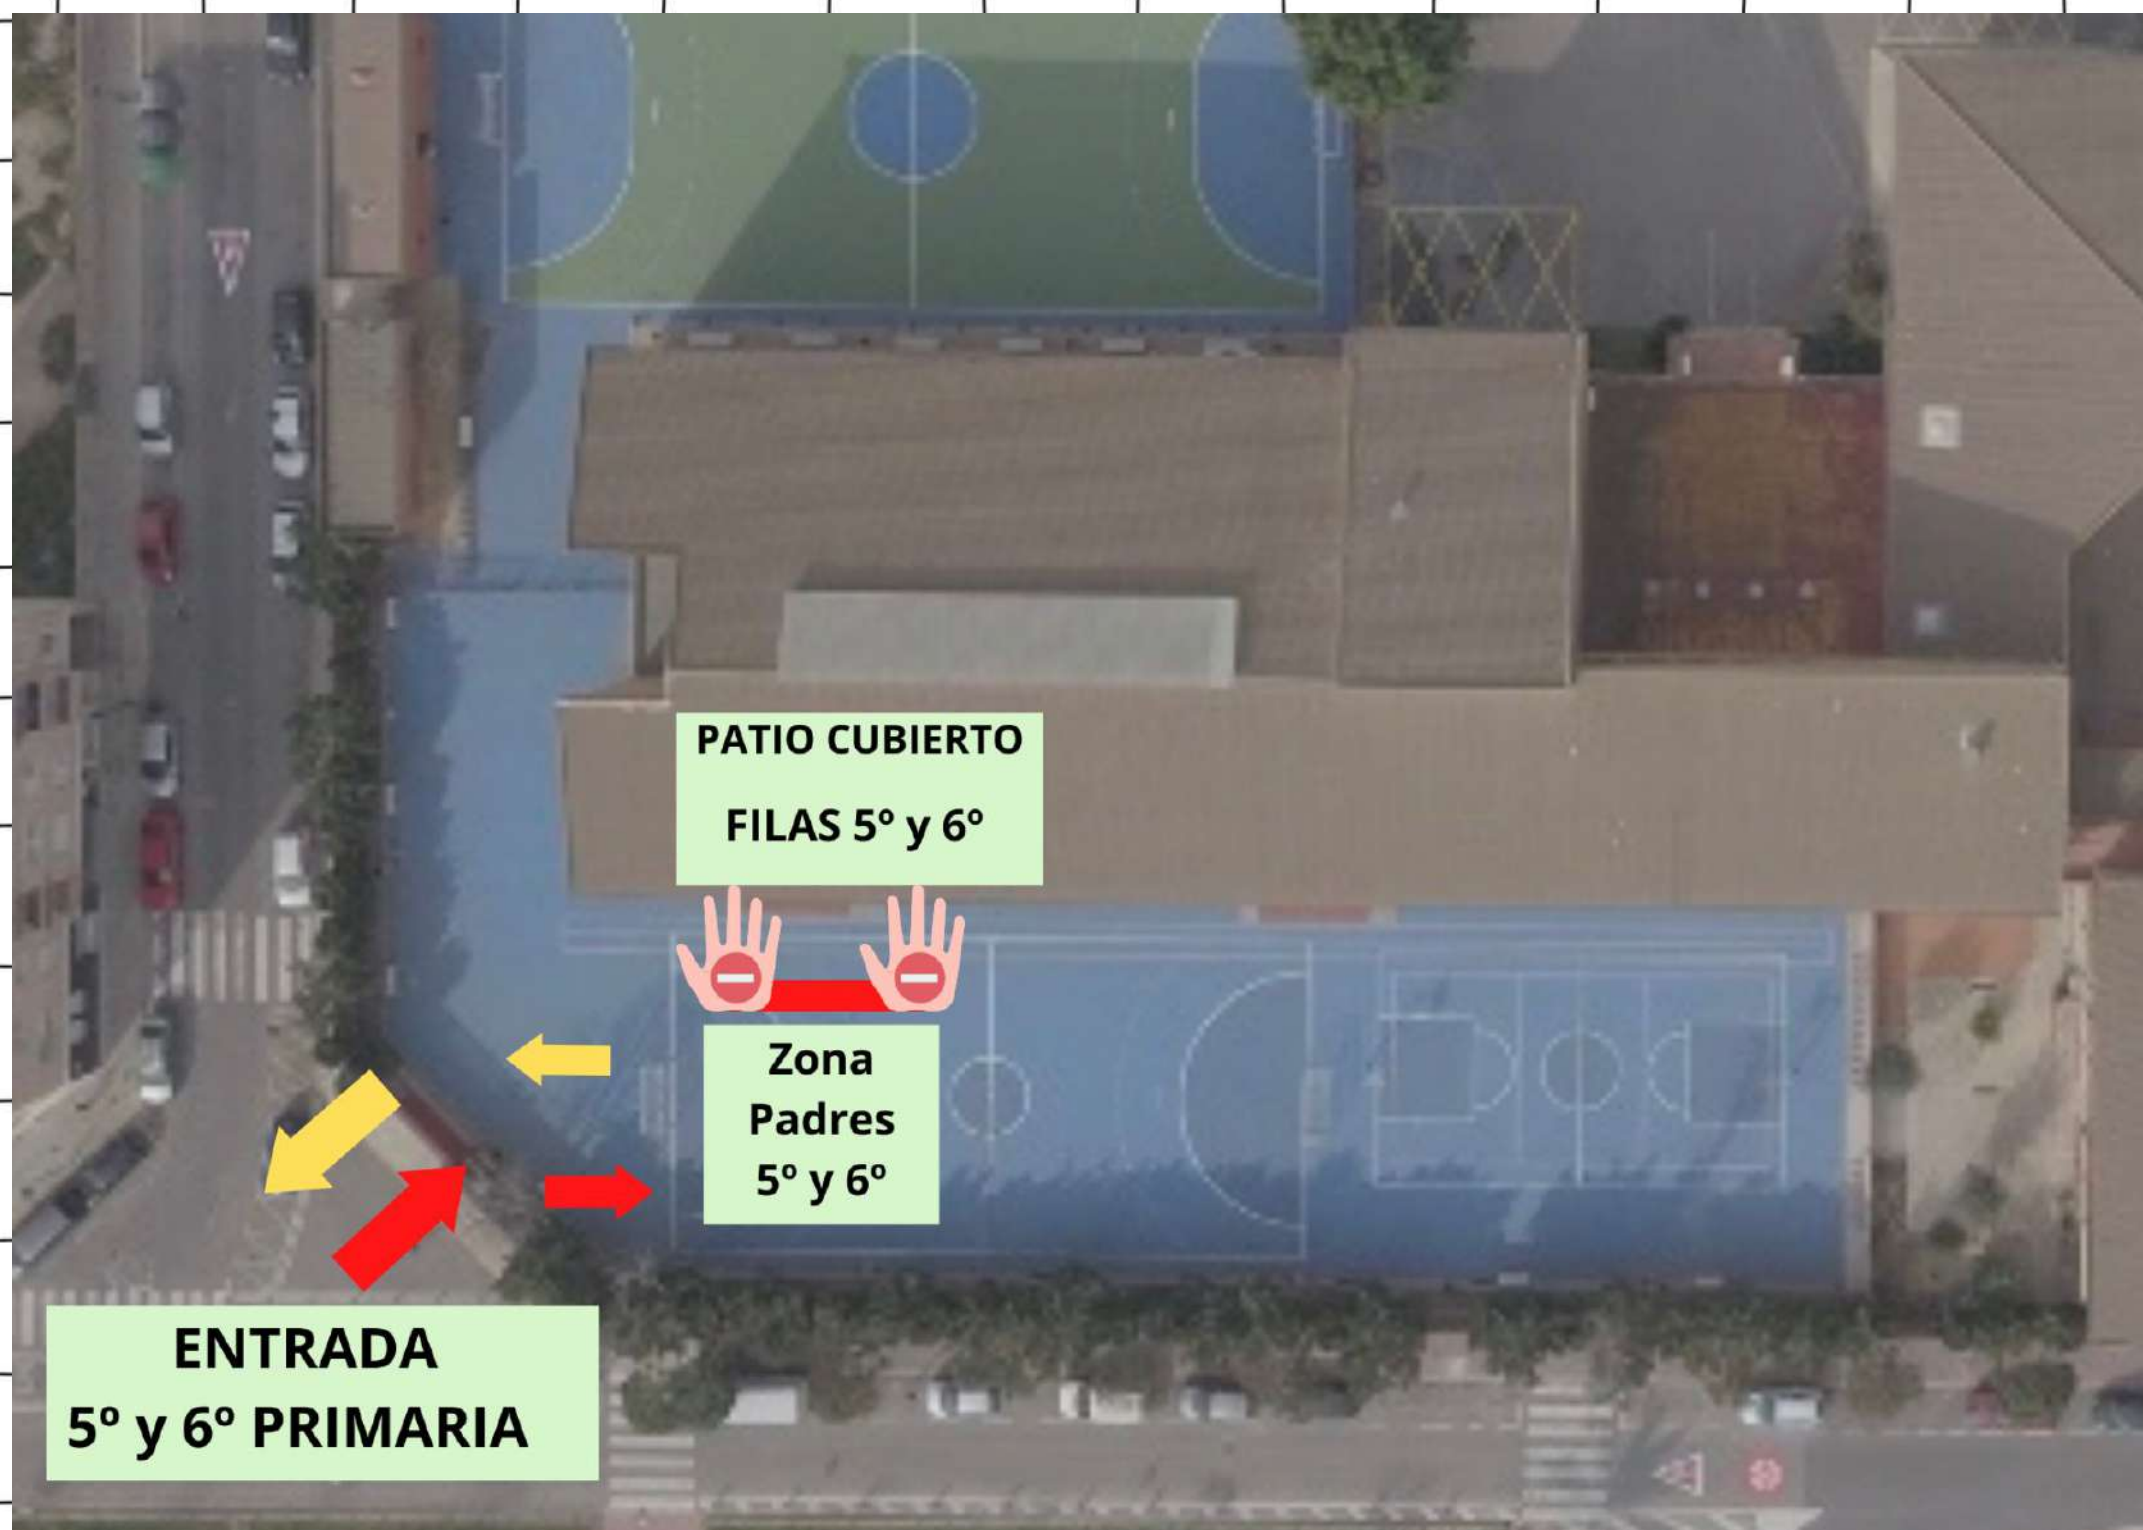 PATIO CUBIERTO
FILAS 5º y 6º
Zona
Padres
5º y 6º
ENTRADA
5º y 6º PRIMARIA